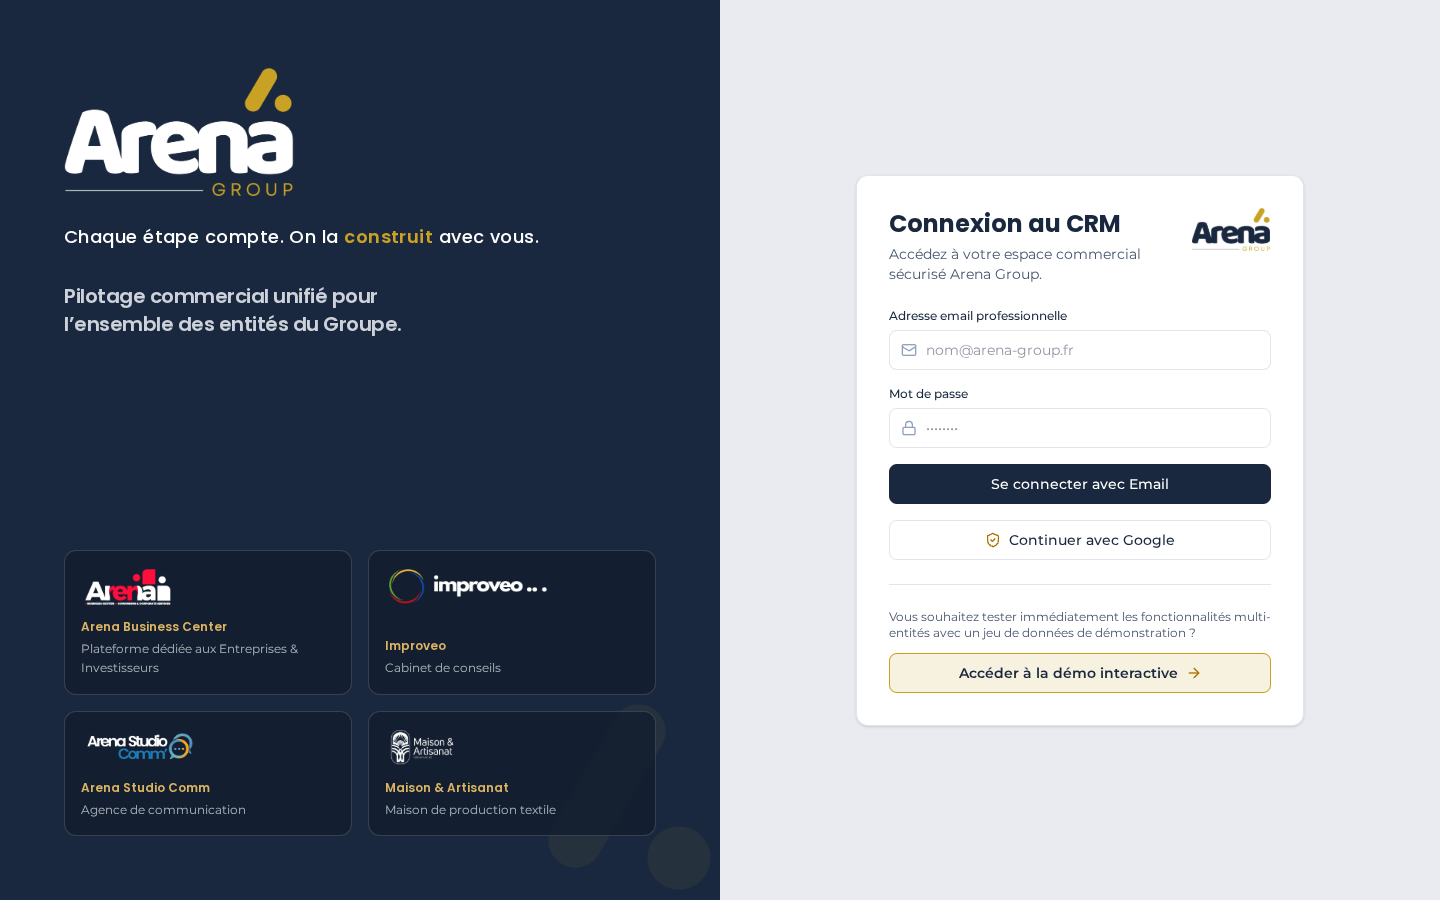 Arena
GROUP
Chaque étape compte. On la construit avec vous.
Pilotage commercial unifié pour
l’ensemble des entités du Groupe.
Arena
Arena Business Center
Plateforme dédiée aux Entreprises &
Investisseurs
improveo
Improveo
Cabinet de conseils
Arena Studio
Comm'
Arena Studio Comm
Agence de communication
Maison &
Artisanat
Maison & Artisanat
Maison de production textile
Connexion au CRM
Arena
GROUP
Accédez à votre espace commercial
sécurisé Arena Group.
Adresse email professionnelle
nom@arena-group.fr
Mot de passe
Se connecter avec Email
Continuer avec Google
Vous souhaitez tester immédiatement les fonctionnalités multi-
entités avec un jeu de données de démonstration ?
Accéder à la démo interactive